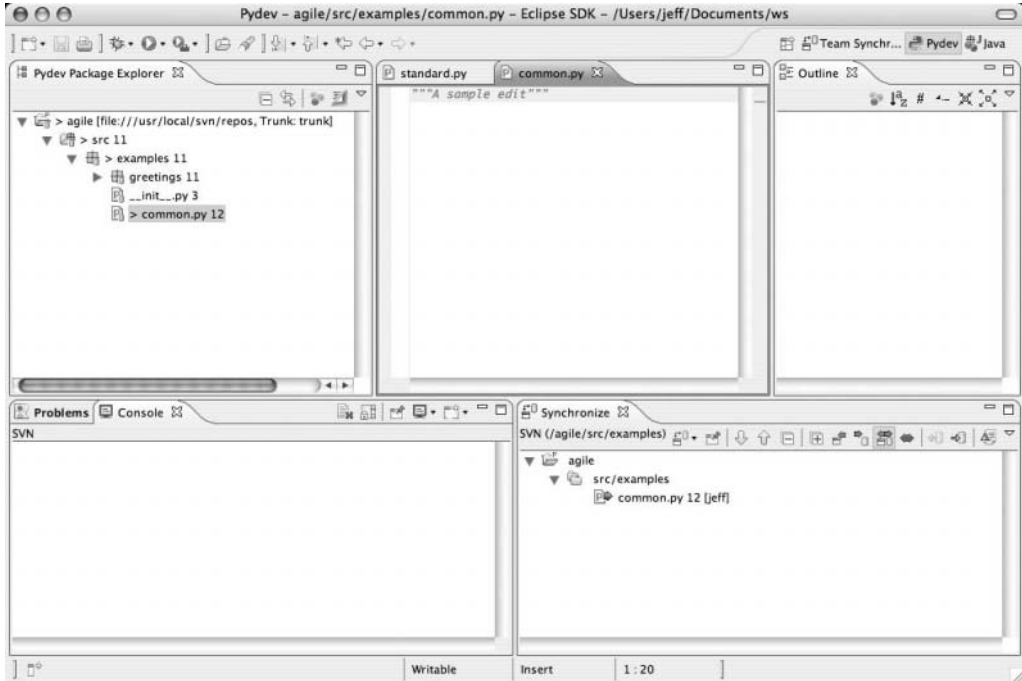 Pydev – agile/src/examples/common.py – Eclipse SDK – /Users/jeff/Documents/ws
Team Synchr... Pydev Java
Pydev Package Explorer
standard.py
common.py
Outline
"""A sample edit"""
> agile [file:///usr/local/svn/repos, Trunk: trunk]
> src 11
> examples 11
greetings 11
__init__.py 3
> common.py 12
Problems
Console
SVN
Synchronize
SVN (/agile/src/examples)
agile
src/examples
common.py 12 [jeff]
Writable
Insert
1 : 20